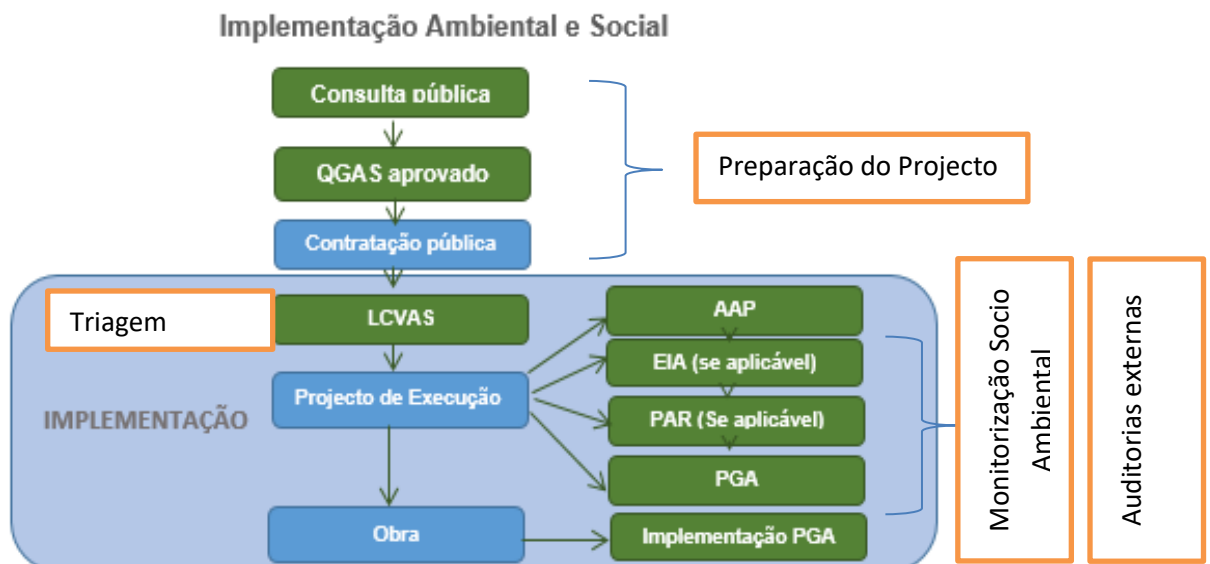 Implementação Ambiental e Social
Consulta pública
QGAS aprovado
Preparação do Projecto
Contratação pública
Triagem
LCVAS
AAP
EIA (se aplicável)
Projecto de Execução
IMPLEMENTAÇÃO
PAR (Se aplicável)
PGA
Obra
Implementação PGA
Monitorização Socio
Ambiental
Auditorias externas